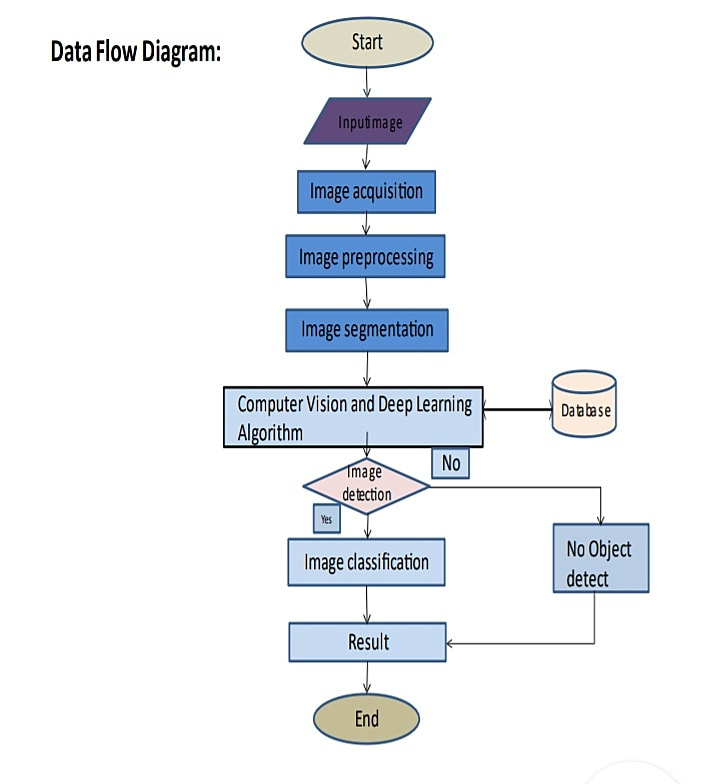 Data Flow Diagram:
Start
Inputimage
Image acquisition
Image preprocessing
Image segmentation
Computer Vision and Deep Learning
Algorithm
Database
No
Image
detection
Yes
Image classification
No Object
detect
Result
End